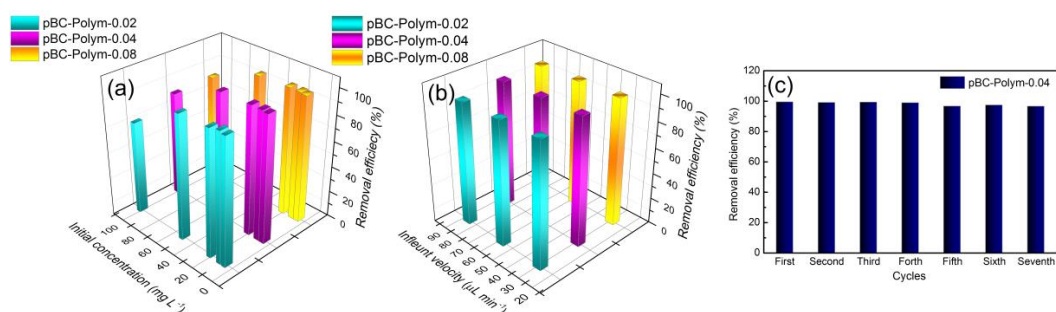 pBC-Polym-0.02
pBC-Polym-0.04
pBC-Polym-0.08
(a)
100
80
60
40
20
0
Removal efficiecy (%)
100
80
60
40
20
0
Initial concentration (mg L⁻¹)
pBC-Polym-0.02
pBC-Polym-0.04
pBC-Polym-0.08
(b)
100
80
60
40
20
0
Removal efficiency (%)
90
80
70
60
50
40
30
20
Infleunt velocity (μL min⁻¹)
(c)
pBC-Polym-0.04
120
100
80
60
40
20
0
Removal efficiency (%)
First Second Third Forth Fifth Sixth Seventh
Cycles